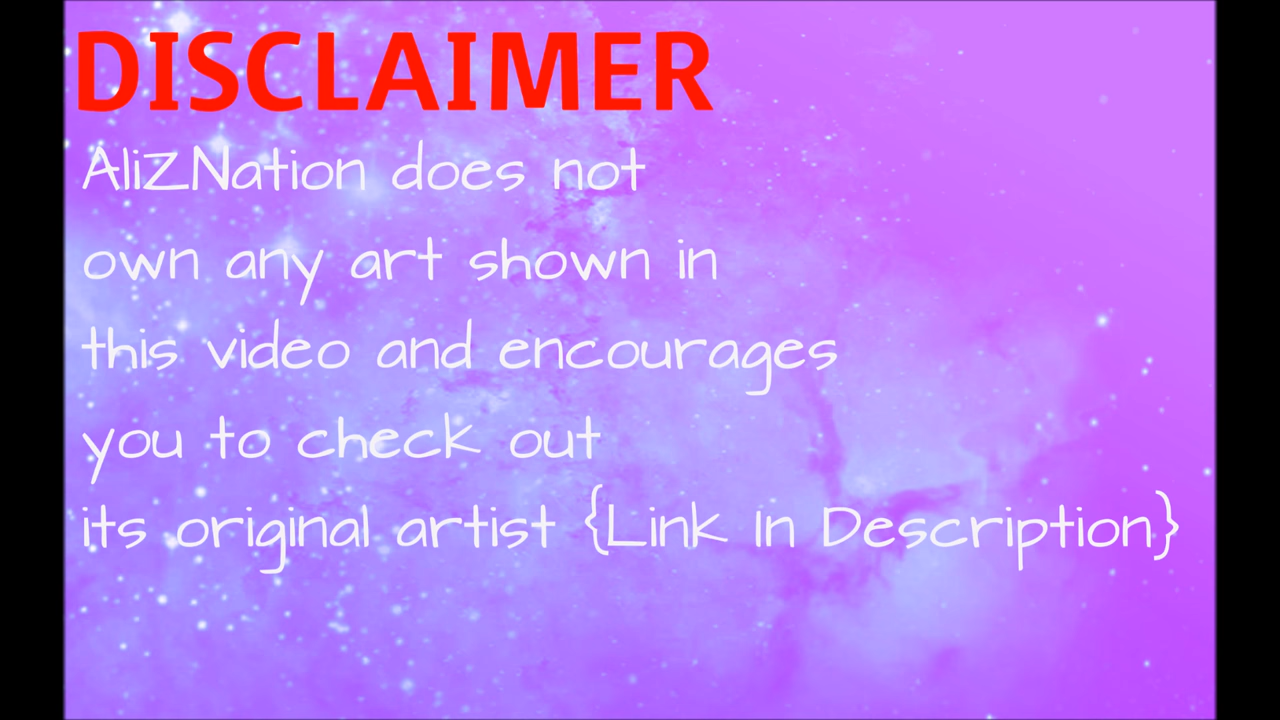 DISCLAIMER
AliZNation does not
own any art shown in
this video and encourages
you to check out
its original artist {Link In Description}